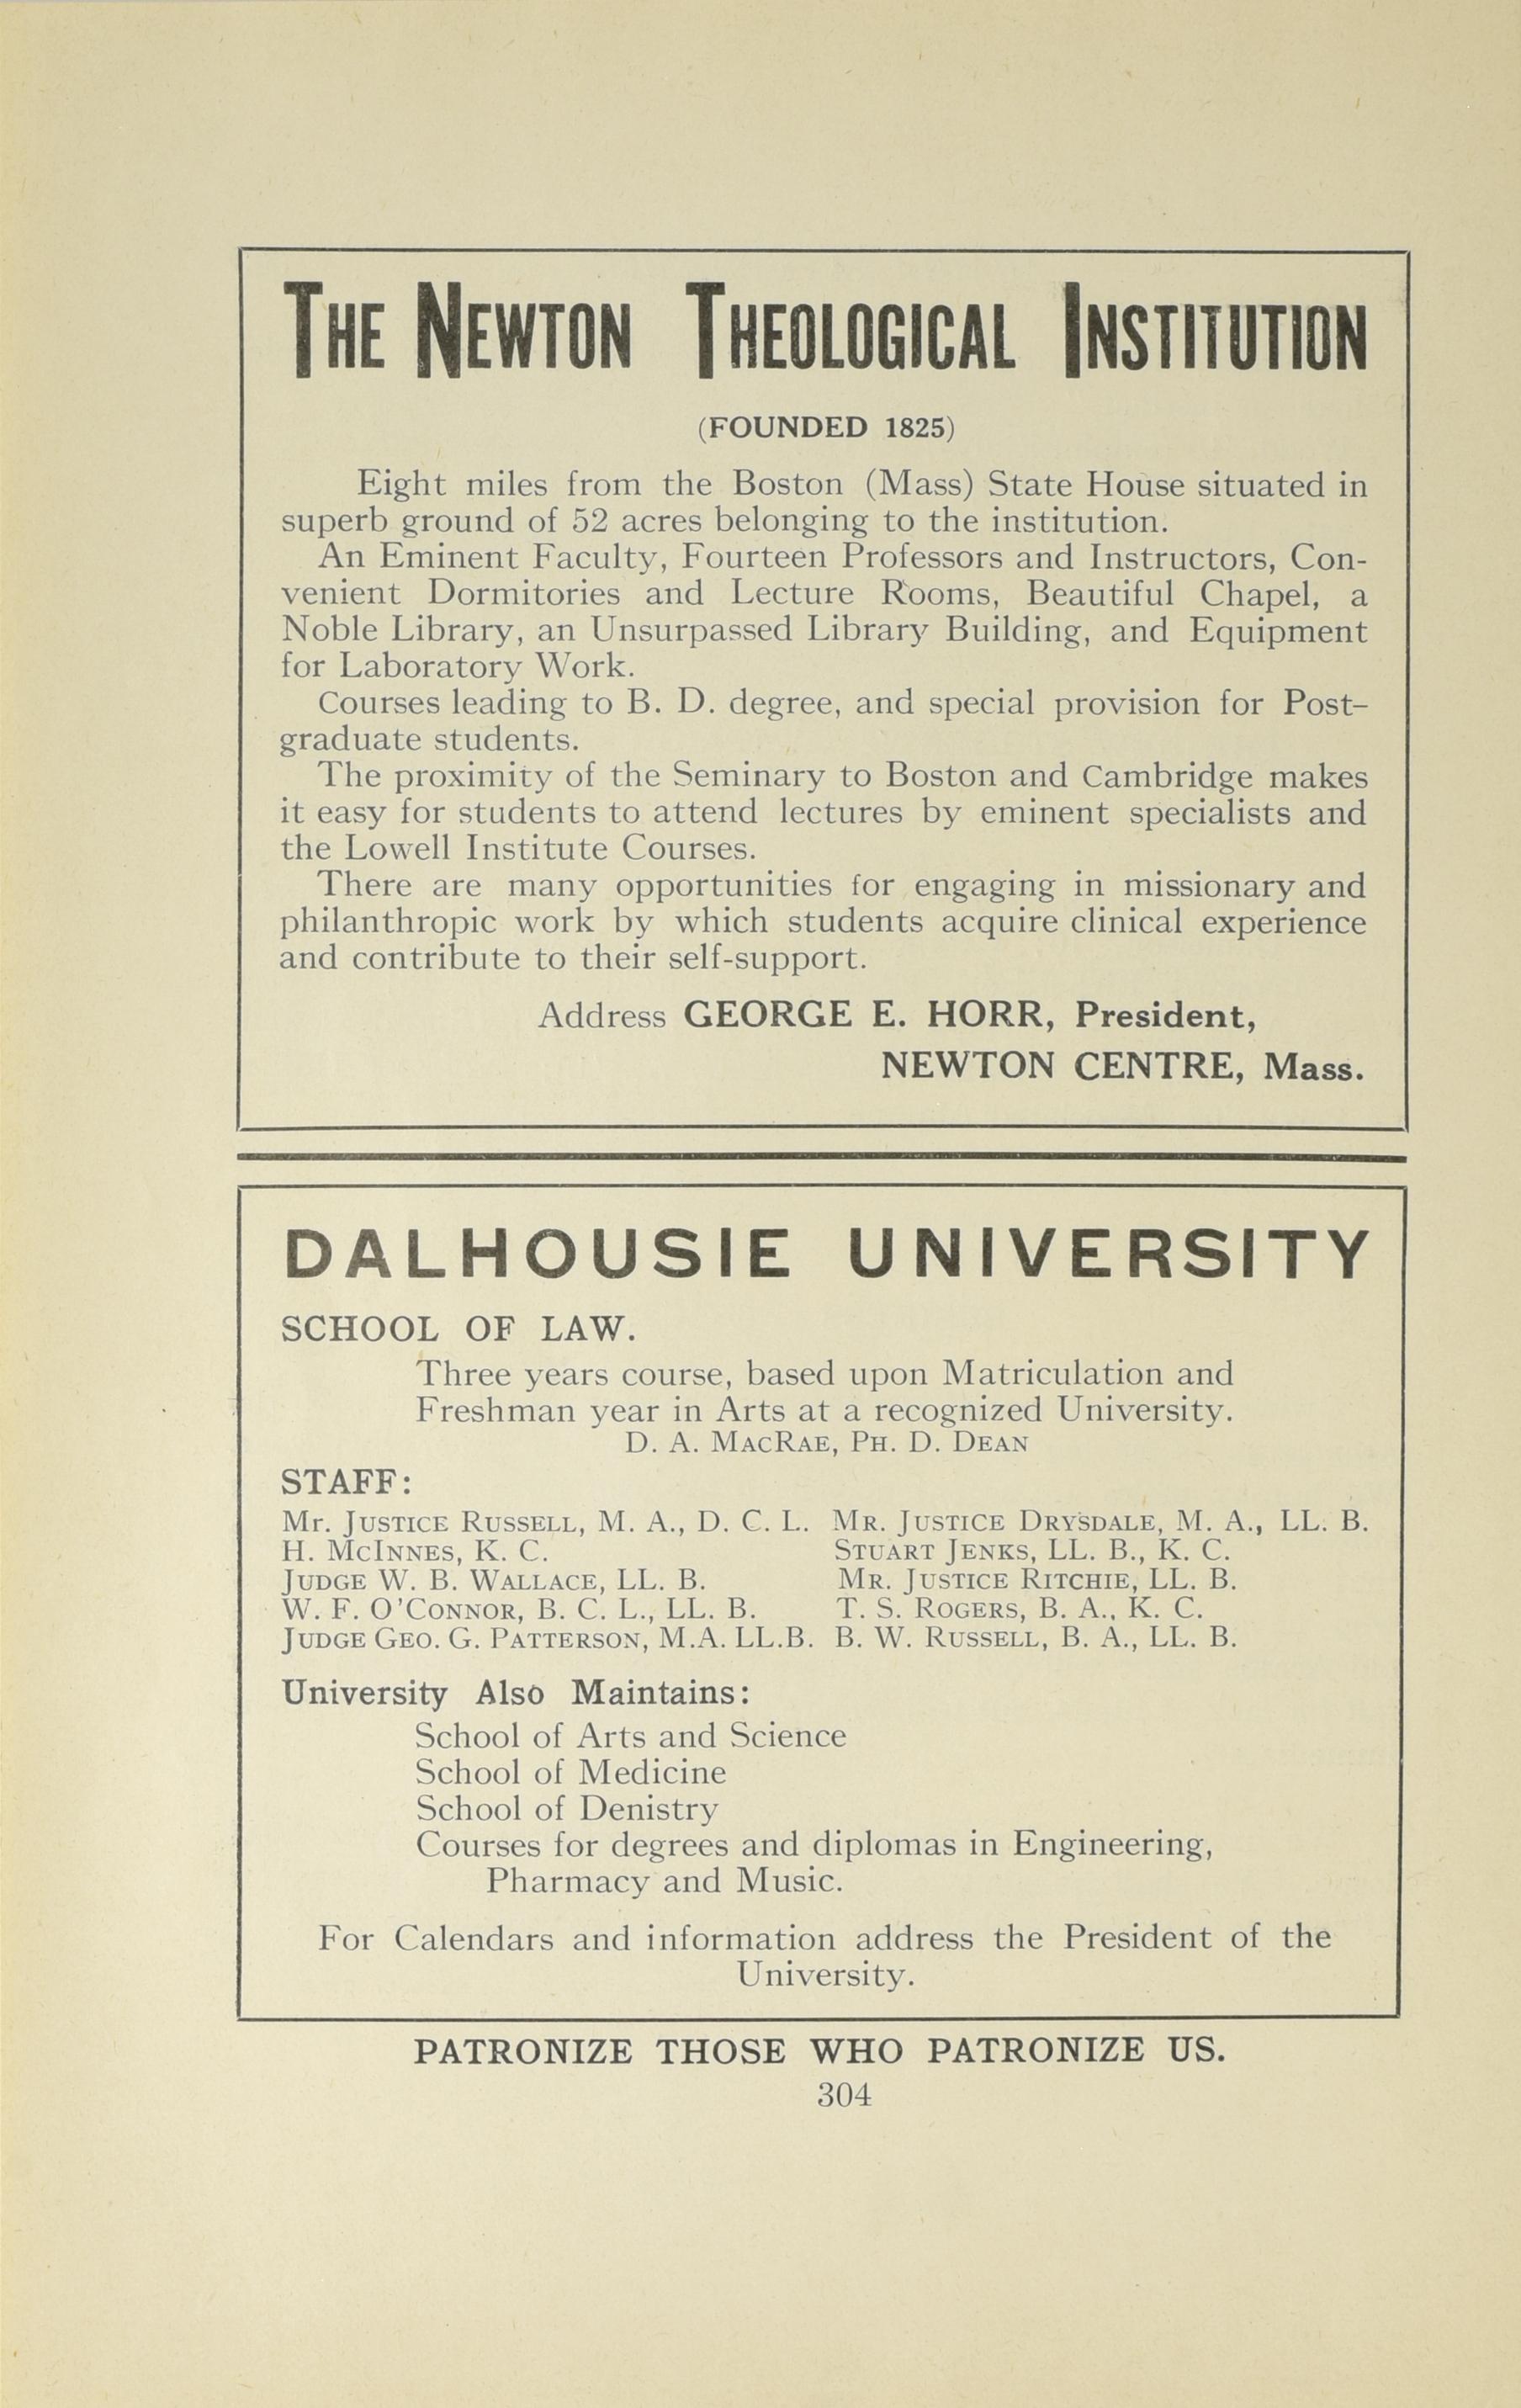 THE NEWTON THEOLOGICAL INSTITUTION
(FOUNDED 1825)
Eight miles from the Boston (Mass) State House situated in
superb ground of 52 acres belonging to the institution.
An Eminent Faculty, Fourteen Professors and Instructors, Con-
venient Dormitories and Lecture Rooms, Beautiful Chapel, a
Noble Library, an Unsurpassed Library Building, and Equipment
for Laboratory Work.
Courses leading to B. D. degree, and special provision for Post-
graduate students.
The proximity of the Seminary to Boston and Cambridge makes
it easy for students to attend lectures by eminent specialists and
the Lowell Institute Courses.
There are many opportunities for engaging in missionary and
philanthropic work by which students acquire clinical experience
and contribute to their self-support.
Address GEORGE E. HORR, President,
NEWTON CENTRE, Mass.
DALHOUSIE UNIVERSITY
SCHOOL OF LAW.
Three years course, based upon Matriculation and
Freshman year in Arts at a recognized University.
D. A. MACRAE, PH. D. DEAN
STAFF:
Mr. JUSTICE RUSSELL, M. A., D. C. L. MR. JUSTICE DRYSDALE, M. A., LL. B.
H. MCINNES, K. C. STUART JENKS, LL. B., K. C.
JUDGE W. B. WALLACE, LL. B. MR. JUSTICE RITCHIE, LL. B.
W. F. O'CONNOR, B. C. L., LL. B. T. S. ROGERS, B. A., K. C.
JUDGE GEO. G. PATTERSON, M.A. LL.B. B. W. RUSSELL, B. A., LL. B.
University Also Maintains:
School of Arts and Science
School of Medicine
School of Denistry
Courses for degrees and diplomas in Engineering,
Pharmacy and Music.
For Calendars and information address the President of the
University.
PATRONIZE THOSE WHO PATRONIZE US.
304